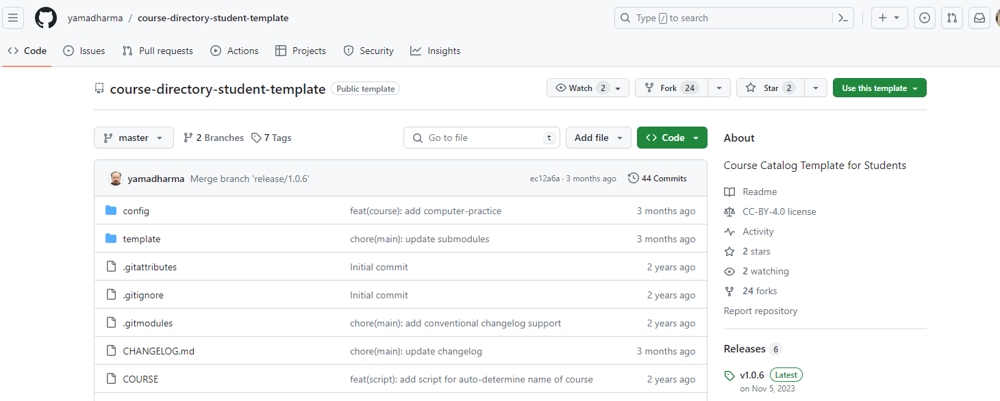 yamadharma / course-directory-student-template
Type / to search
Code Issues Pull requests Actions Projects Security Insights
course-directory-student-template Public template
Watch 2 Fork 24 Star 2 Use this template
master 2 Branches 7 Tags Go to file t Add file Code
yamadharma Merge branch 'release/1.0.6' ec12a6a · 3 months ago 44 Commits
config feat(course): add computer-practice 3 months ago
template chore(main): update submodules 3 months ago
.gitattributes Initial commit 2 years ago
.gitignore Initial commit 2 years ago
.gitmodules chore(main): add conventional changelog support 2 years ago
CHANGELOG.md chore(main): update changelog 3 months ago
COURSE feat(script): add script for auto-determine name of course 2 years ago
About
Course Catalog Template for Students
Readme
CC-BY-4.0 license
Activity
2 stars
2 watching
24 forks
Report repository
Releases 6
v1.0.6 Latest
on Nov 5, 2023